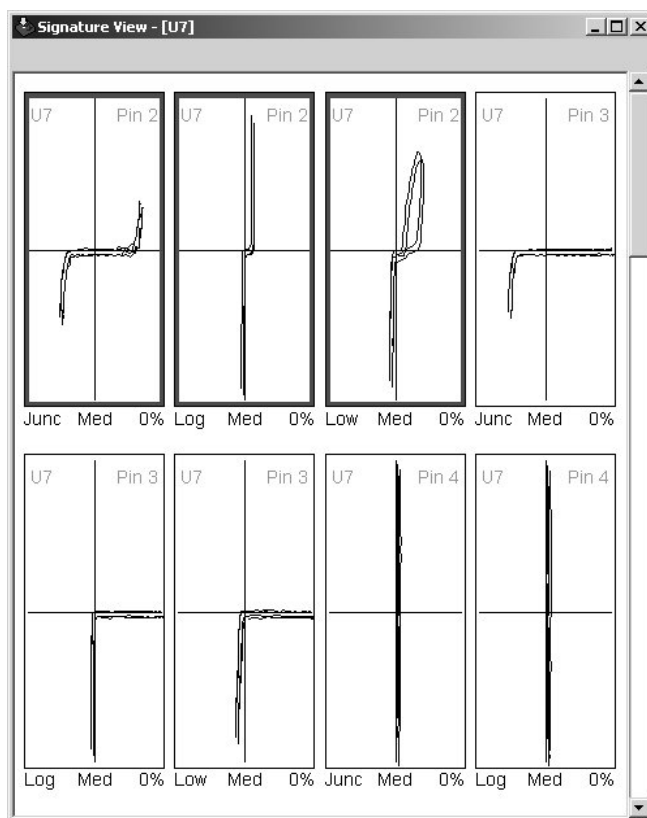 Signature View - [U7]
U7 Pin 2 U7 Pin 2 U7 Pin 2 U7 Pin 3
Junc Med 0% Log Med 0% Low Med 0% Junc Med 0%
U7 Pin 3 U7 Pin 3 U7 Pin 4 U7 Pin 4
Log Med 0% Low Med 0% Junc Med 0% Log Med 0%